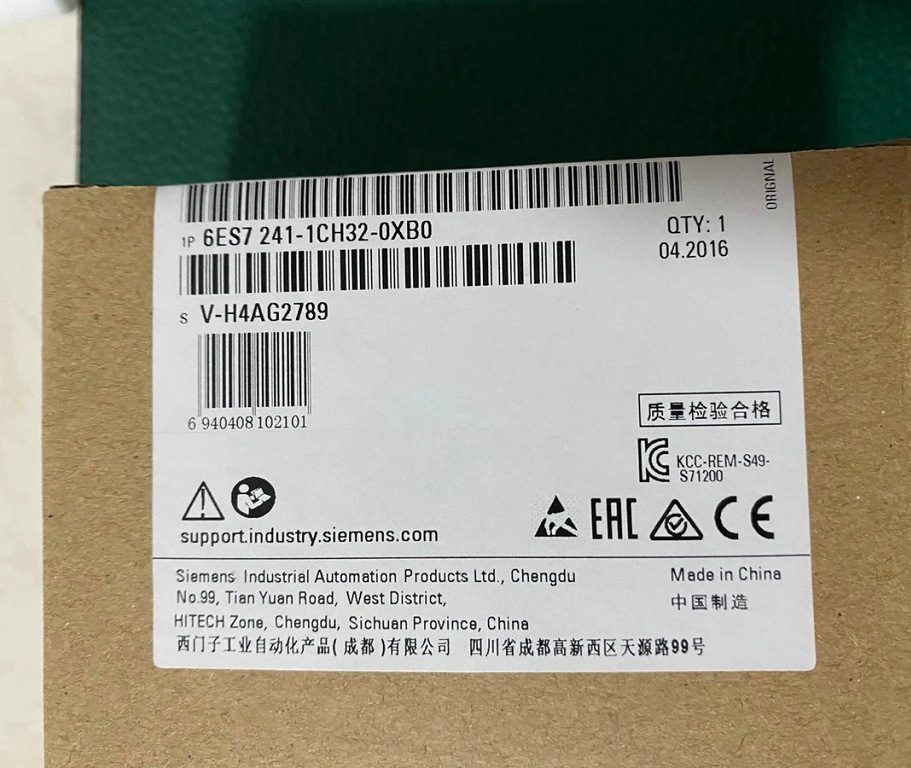 ORIGNAL
1P 6ES7 241-1CH32-0XB0
QTY: 1
04.2016
S V-H4AG2789
6 940408 102101
质量检验合格
KCC-REM-S49-
S71200
EAC
CE
support.industry.siemens.com
Siemens Industrial Automation Products Ltd., Chengdu
No.99, Tian Yuan Road, West District,
HITECH Zone, Chengdu, Sichuan Province, China
西门子工业自动化产品(成都)有限公司 四川省成都高新西区天源路99号
Made in China
中国制造